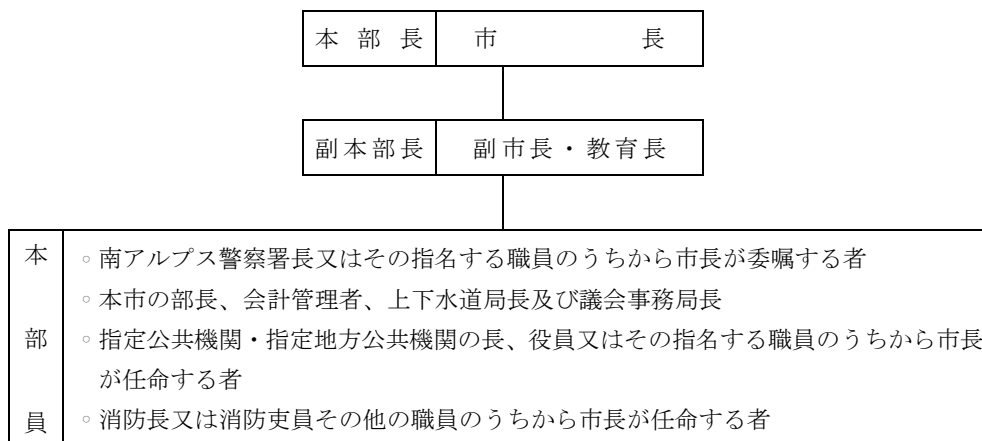 本部長 市長
副本部長 副市長・教育長
本部員
◦南アルプス警察署長又はその指名する職員のうちから市長が委嘱する者
◦本市の部長、会計管理者、上下水道局長及び議会事務局長
◦指定公共機関・指定地方公共機関の長、役員又はその指名する職員のうちから市長
が任命する者
◦消防長又は消防吏員その他の職員のうちから市長が任命する者